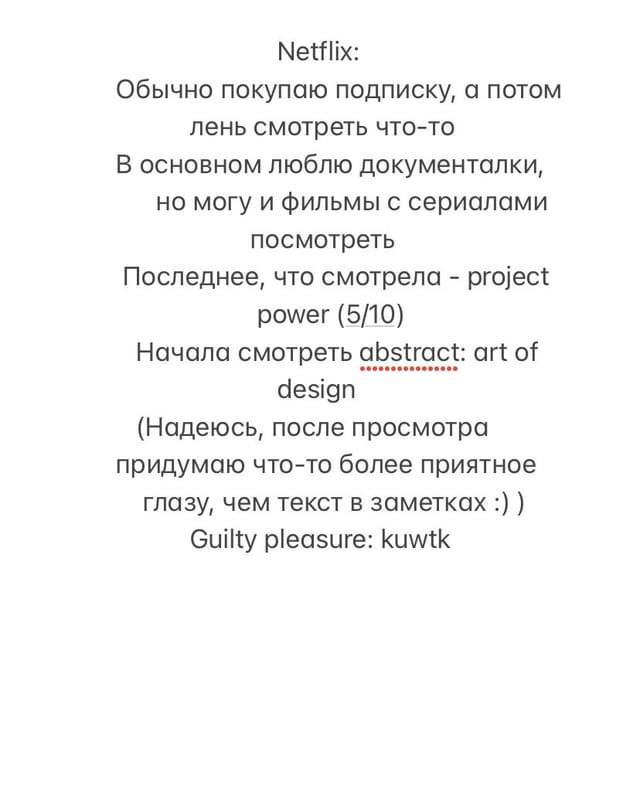 Netflix:
Обычно покупаю подписку, а потом
лень смотреть что-то
В основном люблю документалки,
но могу и фильмы с сериалами
посмотреть
Последнее, что смотрела - project
power (5/10)
Начала смотреть abstract: art of
design
(Надеюсь, после просмотра
придумаю что-то более приятное
глазу, чем текст в заметках :) )
Guilty pleasure: kuwtk